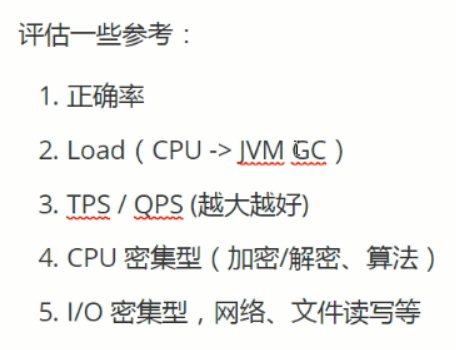 评估一些参考：
1. 正确率
2. Load（CPU -> JVM GC）
3. TPS / QPS (越大越好)
4. CPU 密集型（加密/解密、算法）
5. I/O 密集型，网络、文件读写等